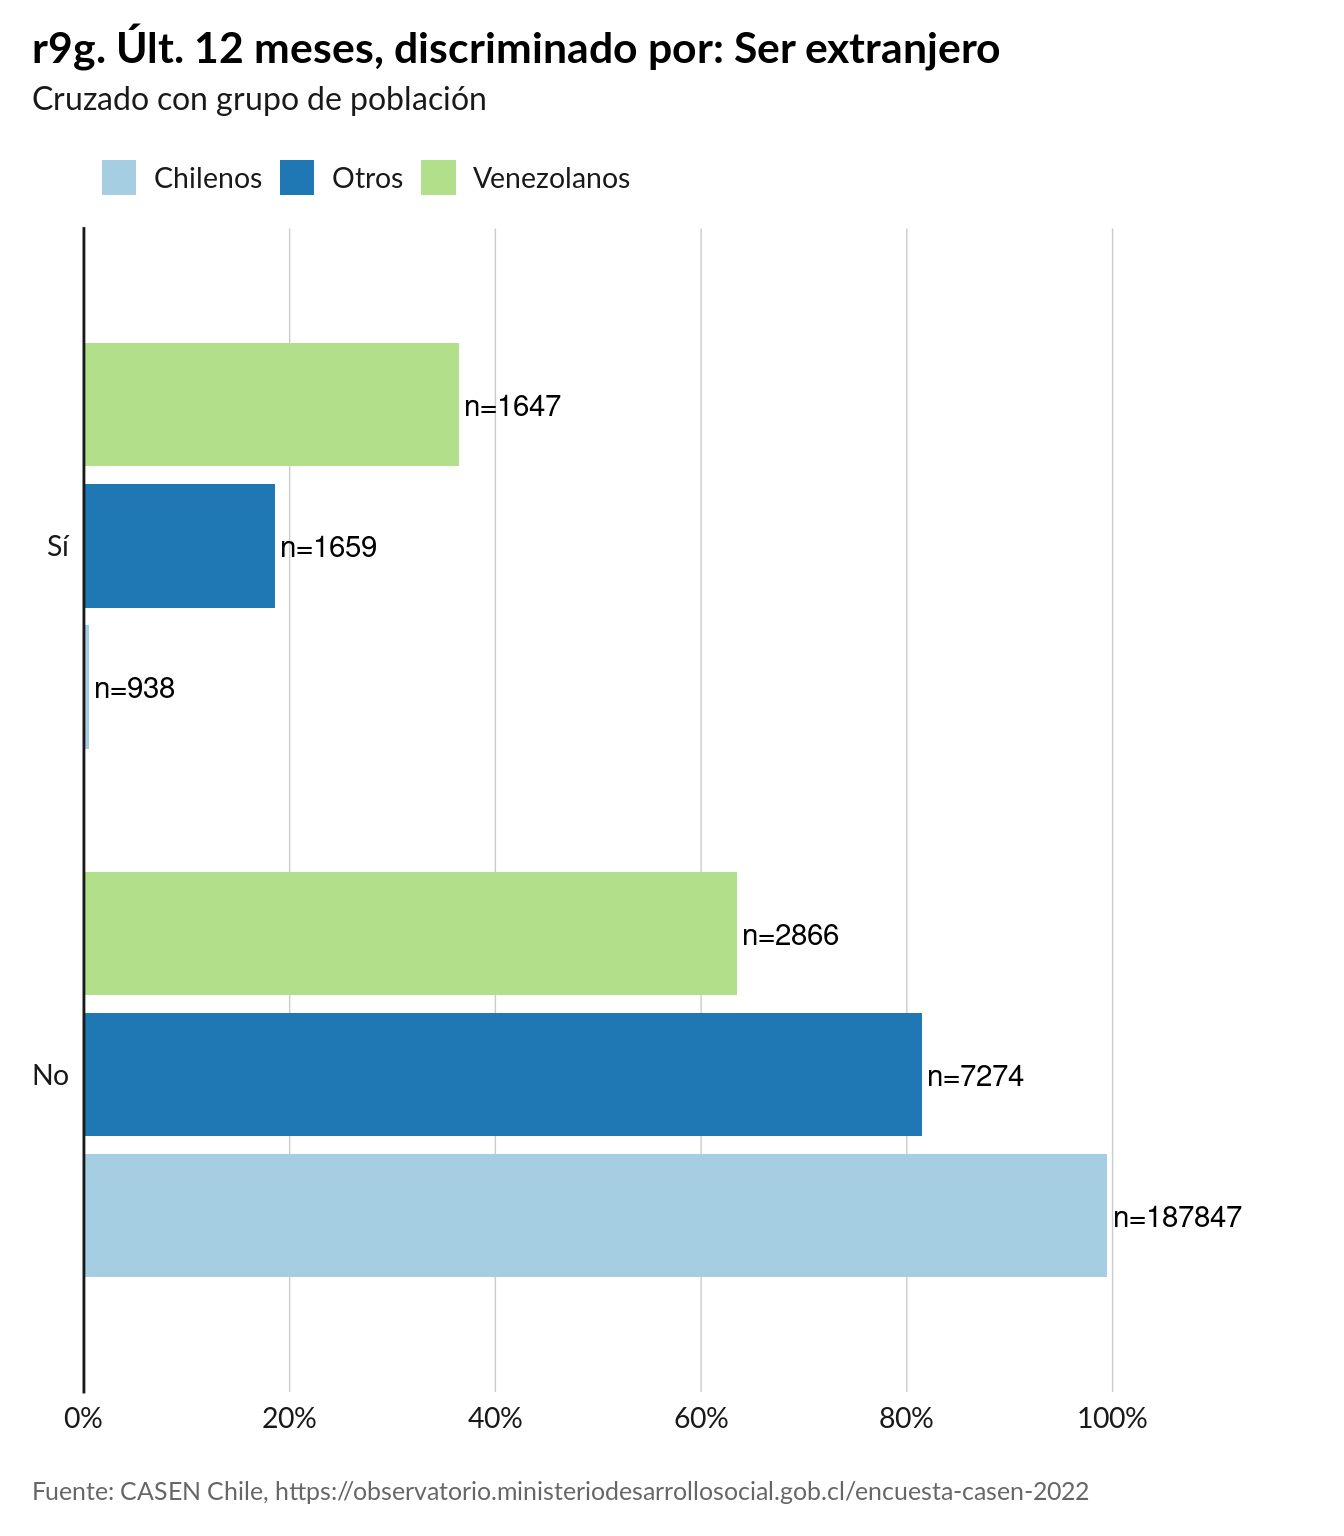 r9g. Últ. 12 meses, discriminado por: Ser extranjero
Cruzado con grupo de población
Chilenos Otros Venezolanos
n=1647
Sí
n=1659
n=938
n=2866
No
n=7274
n=187847
0% 20% 40% 60% 80% 100%
Fuente: CASEN Chile, https://observatorio.ministeriodesarrollosocial.gob.cl/encuesta-casen-2022